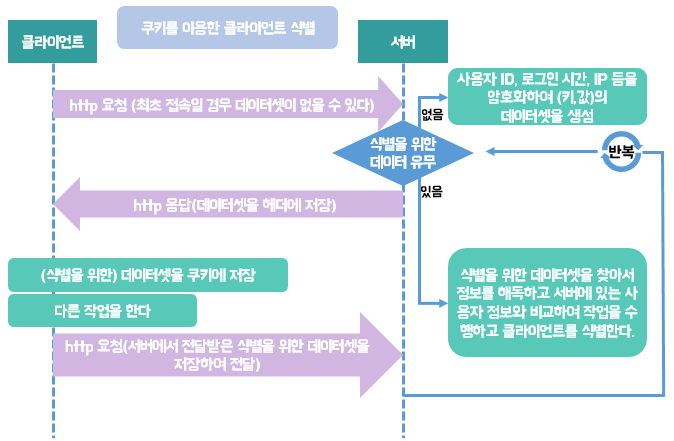 쿠키를 이용한 클라이언트 식별
클라이언트
서버
http 요청 (최초 접속일 경우 데이터셋이 없을 수 있다)
사용자 ID, 로그인 시간, IP 등을
암호화하여 (키,값)의
데이터셋을 생성
없음
식별을 위한
데이터 유무
반복
있음
http 응답(데이터셋을 헤더에 저장)
(식별을 위한) 데이터셋을 쿠키에 저장
다른 작업을 한다
식별을 위한 데이터셋을 찾아서
정보를 해독하고 서버에 있는 사
용자 정보와 비교하여 작업을 수
행하고 클라이언트를 식별한다.
http 요청(서버에서 전달받은 식별을 위한 데이터셋을
저장하여 전달)